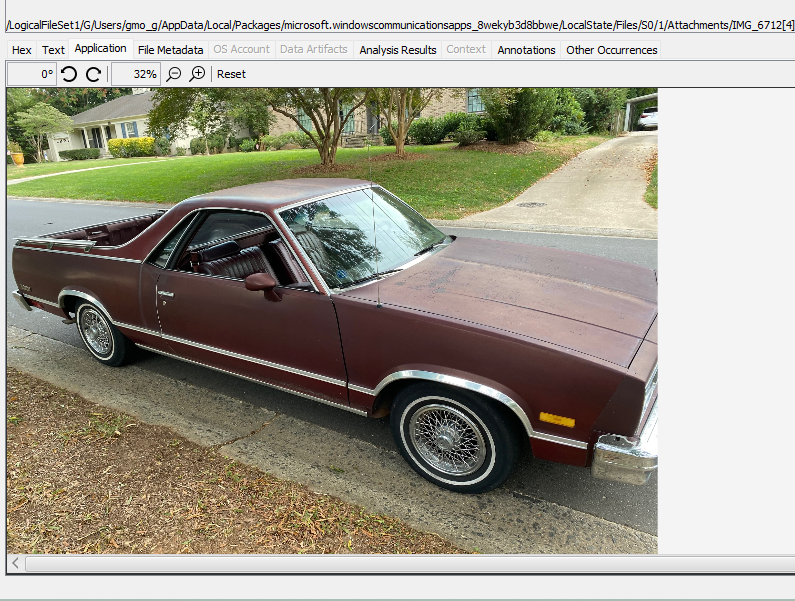 /LogicalFileSet1/G/Users/gmo_g/AppData/Local/Packages/microsoft.windowscommunicationsapps_8wekyb3d8bbwe/LocalState/Files/S0/1/Attachments/IMG_6712[4]
Hex Text Application File Metadata OS Account Data Artifacts Analysis Results Context Annotations Other Occurrences
0° 32% Reset